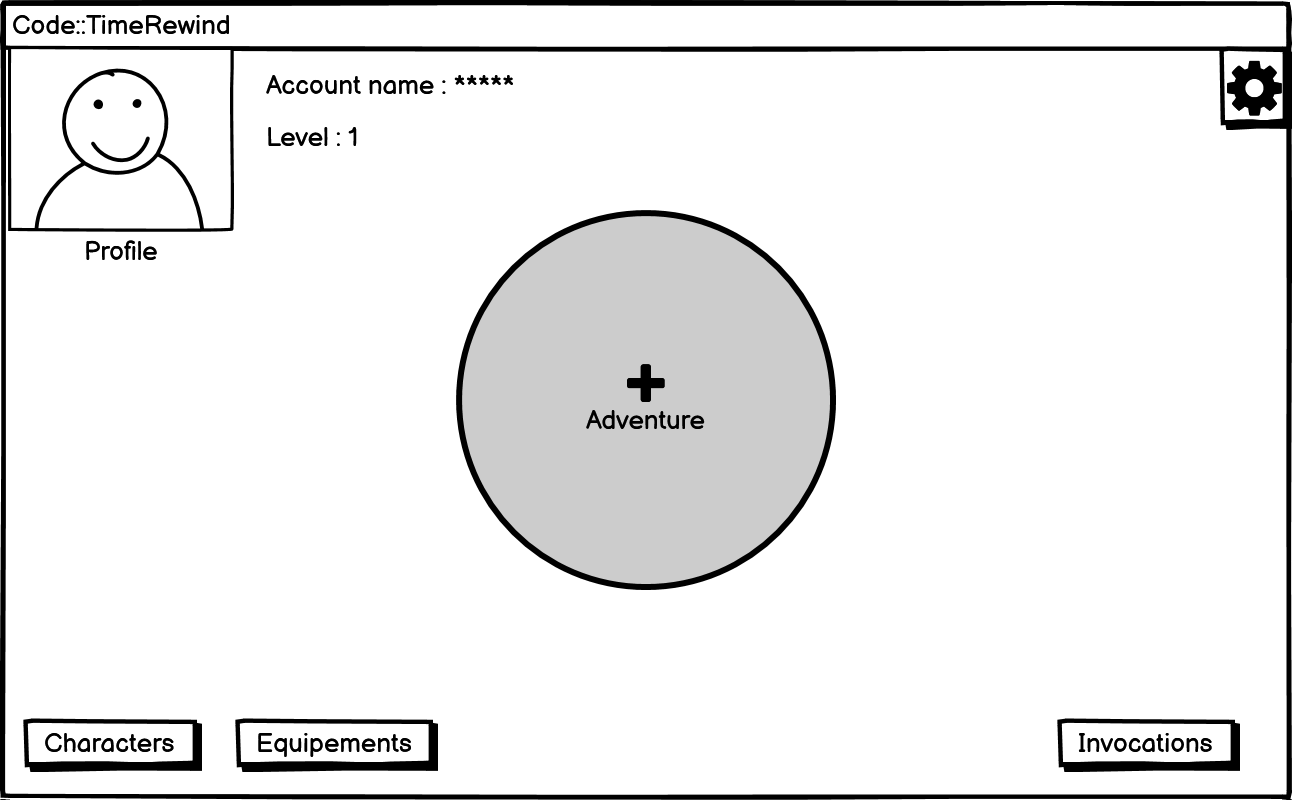 Code::TimeRewind
Account name : *****
Level : 1
Profile
Adventure
Characters
Equipements
Invocations